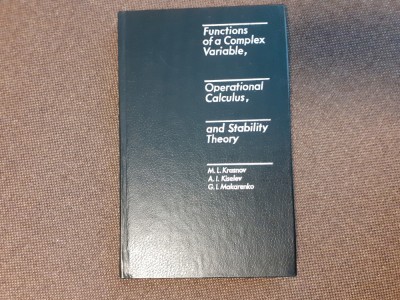 Functions
of a Complex
Variable,
Operational
Calculus,
and Stability
Theory
M. L. Krasnov
A. I. Kiselev
G. I. Makarenko